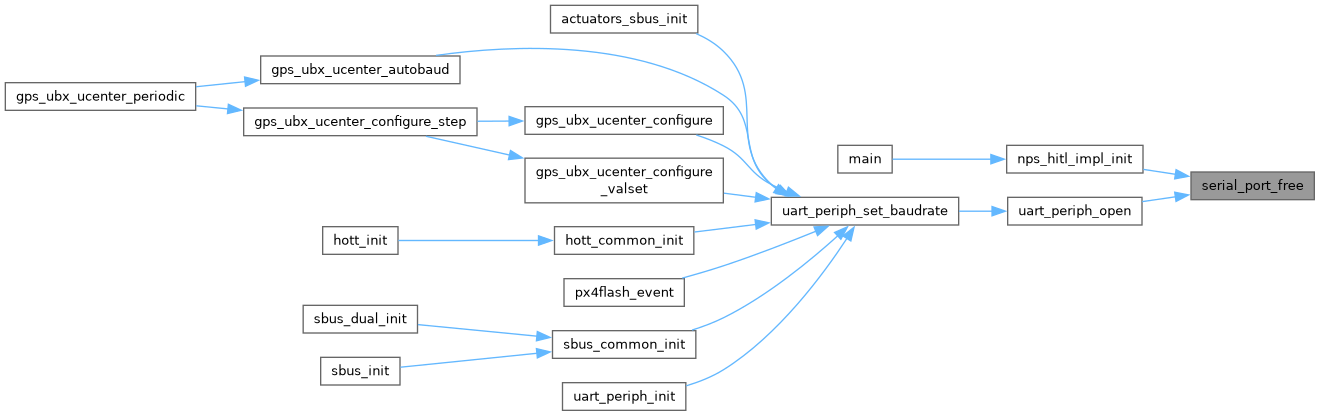 actuators_sbus_init
gps_ubx_ucenter_autobaud
gps_ubx_ucenter_periodic
gps_ubx_ucenter_configure
gps_ubx_ucenter_configure_step
main
nps_hitl_impl_init
gps_ubx_ucenter_configure
_valset
serial_port_free
uart_periph_set_baudrate
uart_periph_open
hott_init
hott_common_init
px4flash_event
sbus_dual_init
sbus_common_init
sbus_init
uart_periph_init